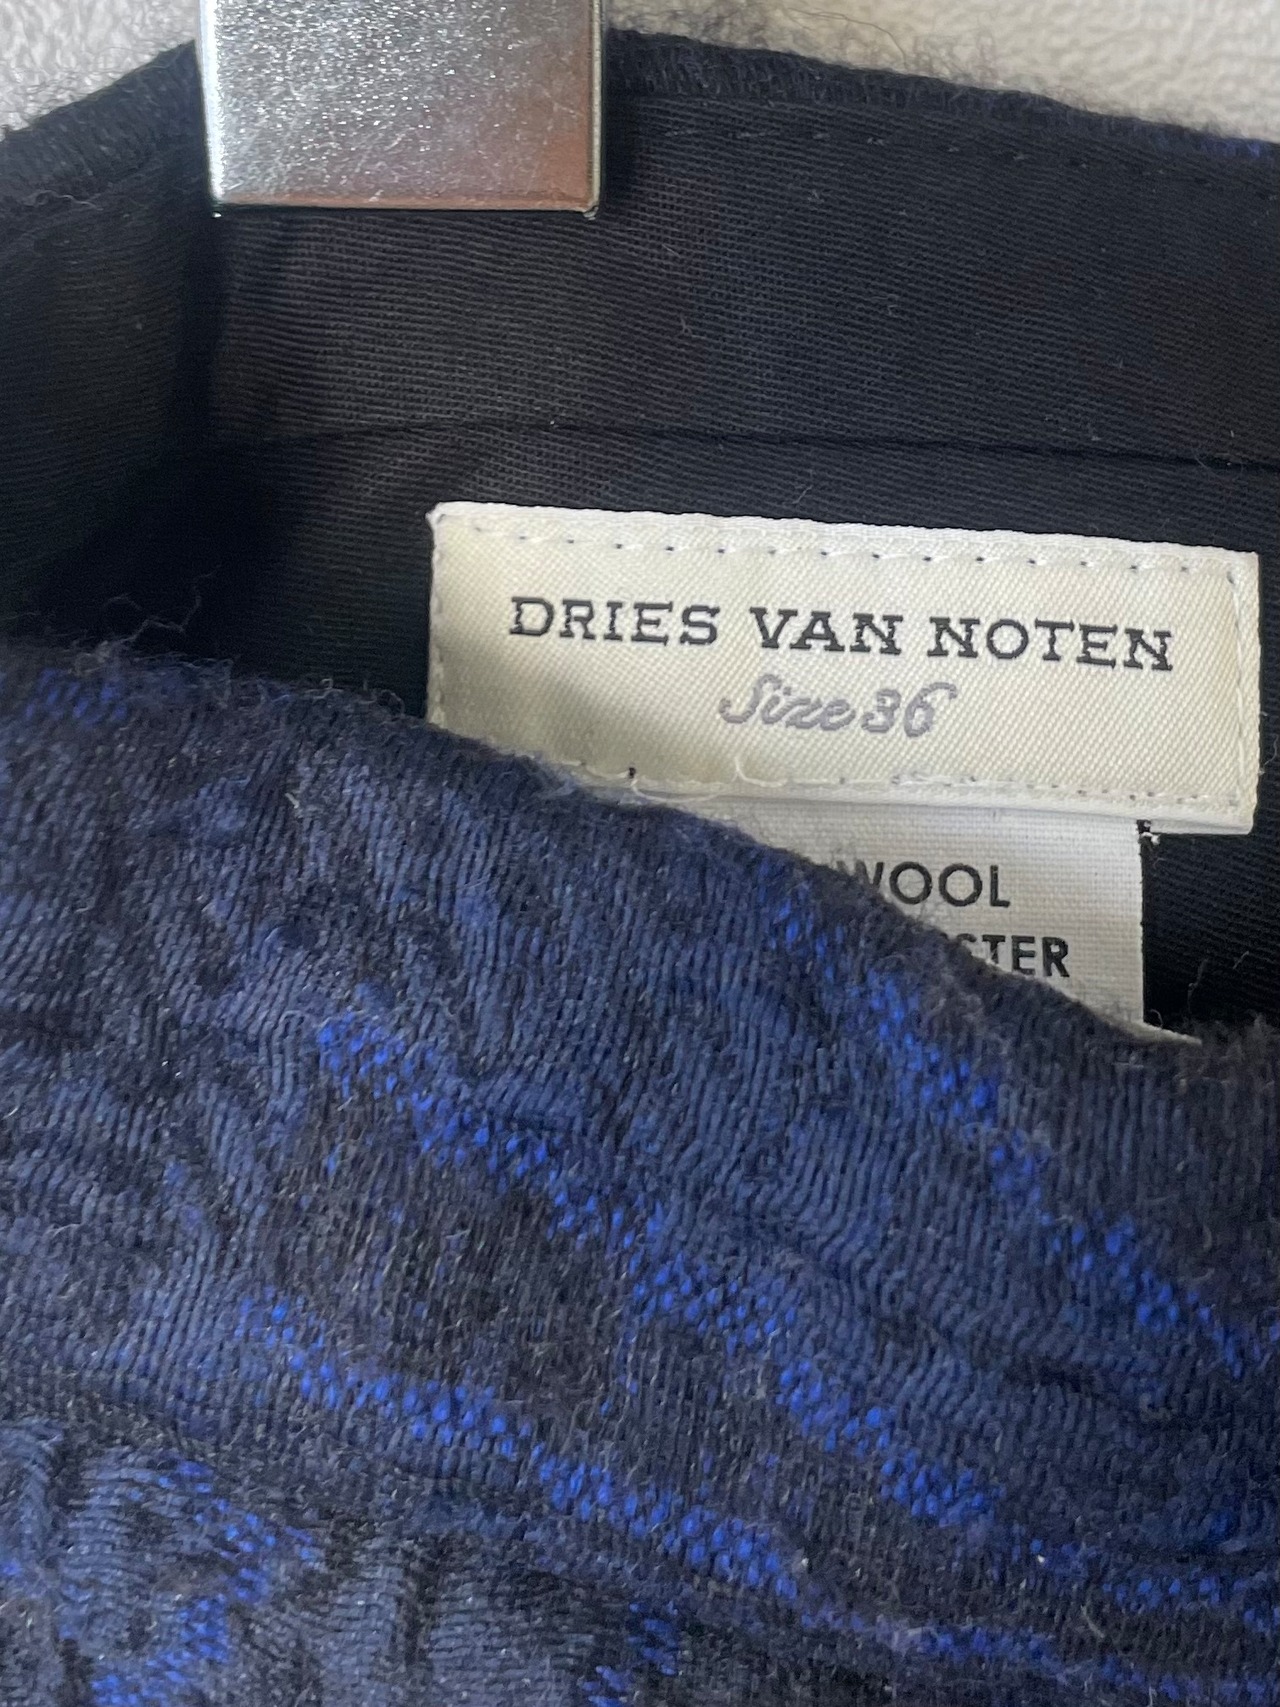 DRIES VAN NOTEN
Size 36
WOOL